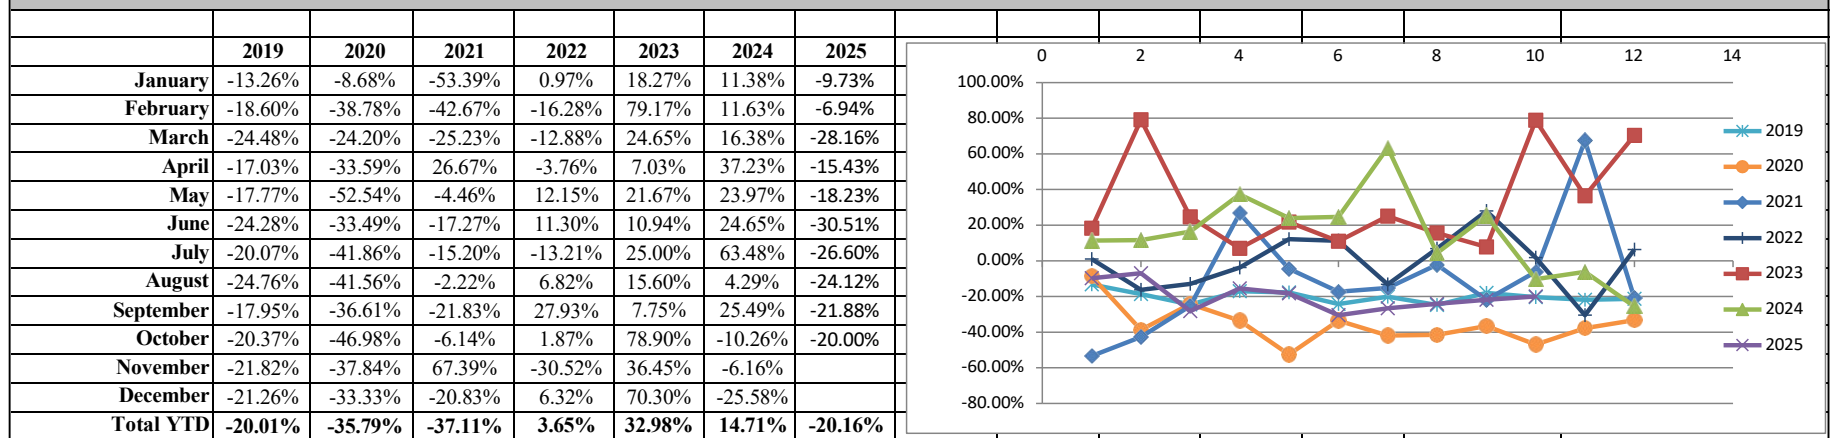 2019 2020 2021 2022 2023 2024 2025
January -13.26% -8.68% -53.39% 0.97% 18.27% 11.38% -9.73%
February -18.60% -38.78% -42.67% -16.28% 79.17% 11.63% -6.94%
March -24.48% -24.20% -25.23% -12.88% 24.65% 16.38% -28.16%
April -17.03% -33.59% 26.67% -3.76% 7.03% 37.23% -15.43%
May -17.77% -52.54% -4.46% 12.15% 21.67% 23.97% -18.23%
June -24.28% -33.49% -17.27% 11.30% 10.94% 24.65% -30.51%
July -20.07% -41.86% -15.20% -13.21% 25.00% 63.48% -26.60%
August -24.76% -41.56% -2.22% 6.82% 15.60% 4.29% -24.12%
September -17.95% -36.61% -21.83% 27.93% 7.75% 25.49% -21.88%
October -20.37% -46.98% -6.14% 1.87% 78.90% -10.26% -20.00%
November -21.82% -37.84% 67.39% -30.52% 36.45% -6.16%
December -21.26% -33.33% -20.83% 6.32% 70.30% -25.58%
Total YTD -20.01% -35.79% -37.11% 3.65% 32.98% 14.71% -20.16%
0 2 4 6 8 10 12 14
100.00%
80.00%
60.00%
40.00%
20.00%
0.00%
-20.00%
-40.00%
-60.00%
-80.00%
2019
2020
2021
2022
2023
2024
2025